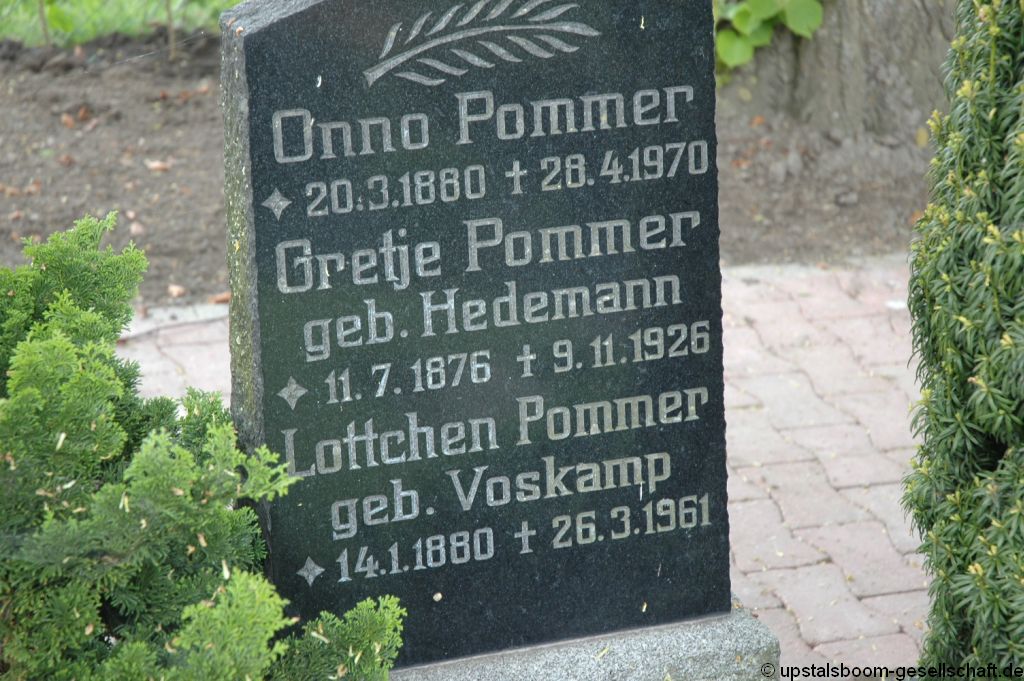 Onno Pommer
✧ 20.3.1880 † 28.4.1970
Gretje Pommer
geb. Hedemann
✧ 11.7.1876 † 9.11.1926
Lottchen Pommer
geb. Voskamp
✧ 14.1.1880 † 26.3.1961
© upstalsboom-gesellschaft.de